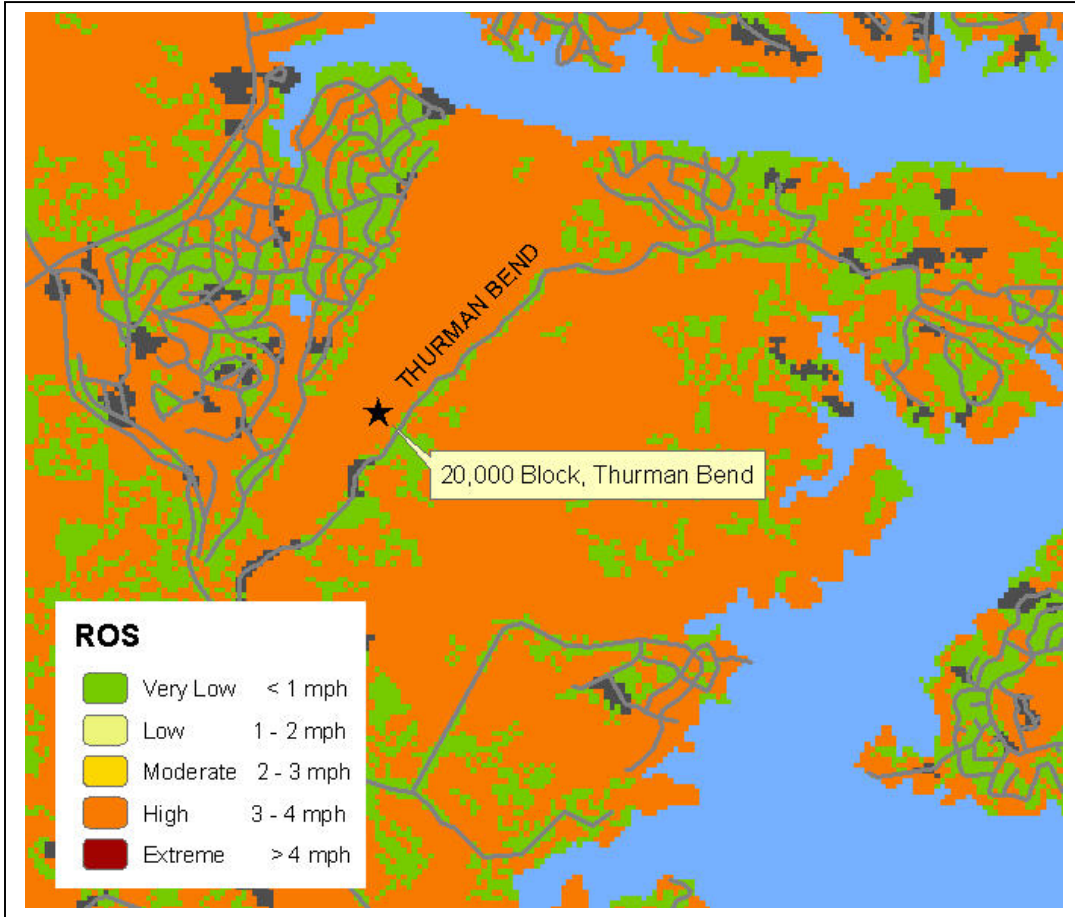 THURMAN BEND
20,000 Block, Thurman Bend
ROS
Very Low < 1 mph
Low 1 - 2 mph
Moderate 2 - 3 mph
High 3 - 4 mph
Extreme > 4 mph